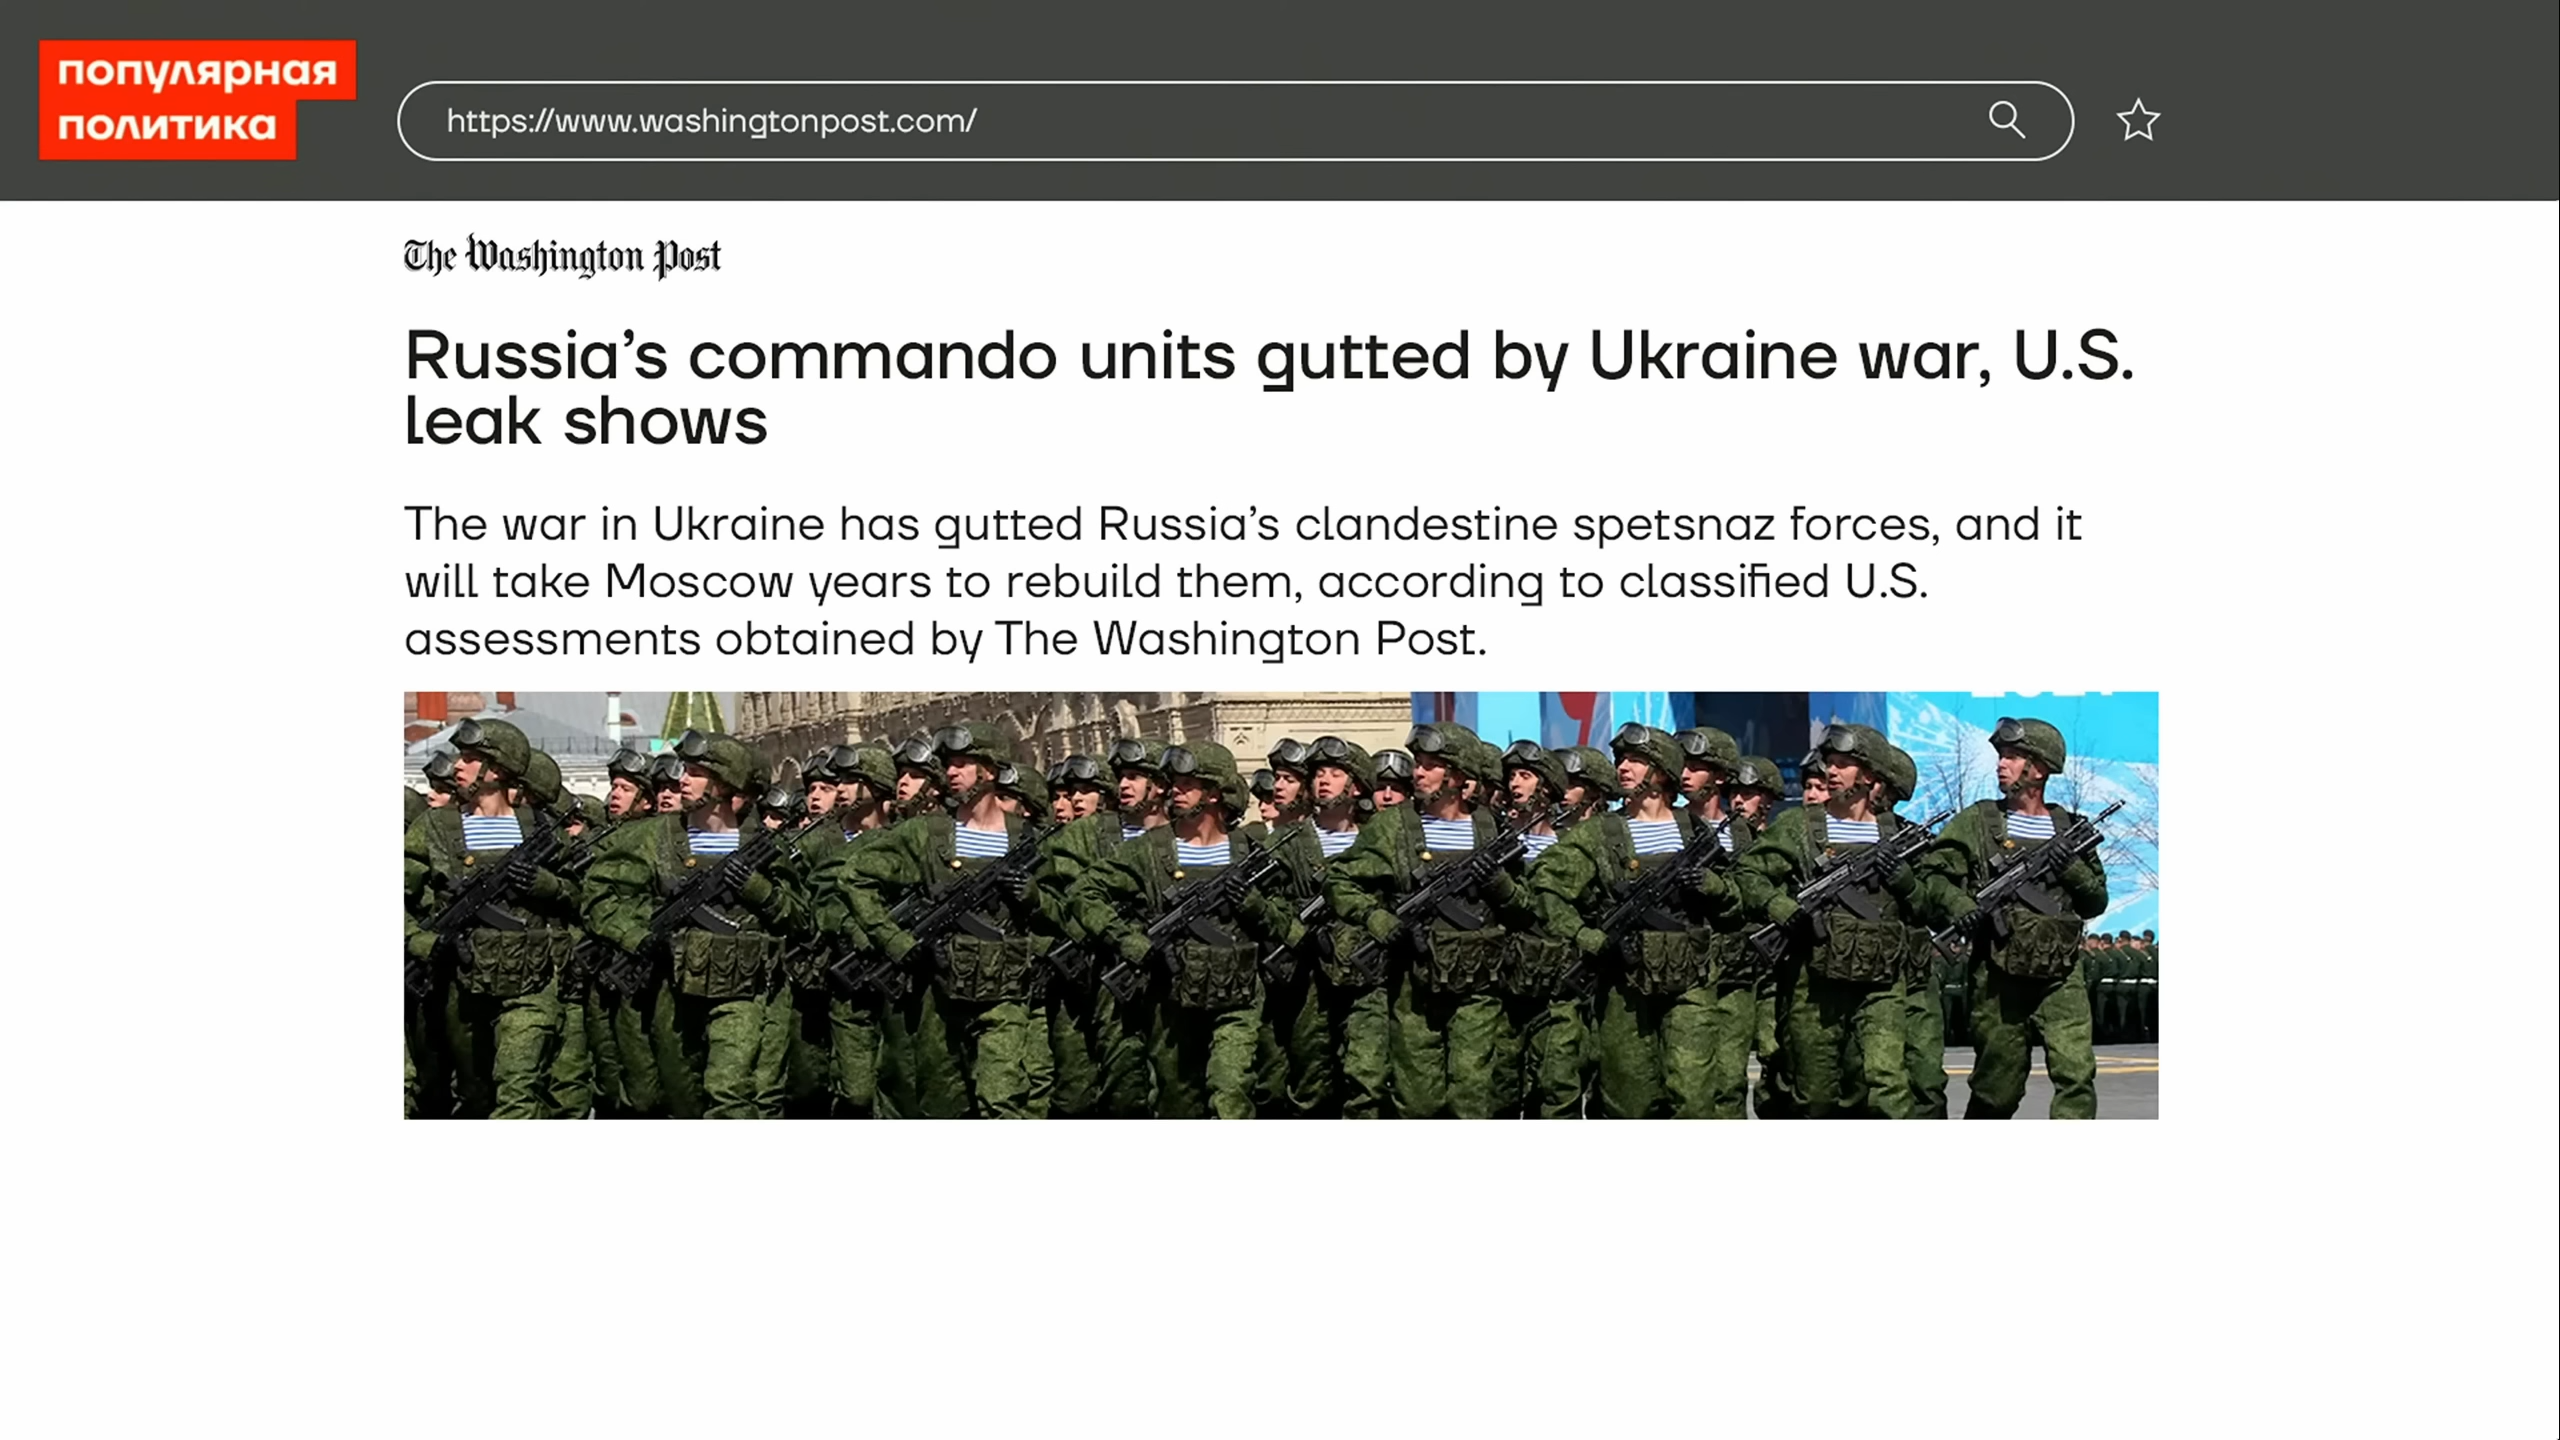 популярная
политика
https://www.washingtonpost.com/
The Washington Post
Russia’s commando units gutted by Ukraine war, U.S.
leak shows
The war in Ukraine has gutted Russia’s clandestine spetsnaz forces, and it
will take Moscow years to rebuild them, according to classified U.S.
assessments obtained by The Washington Post.